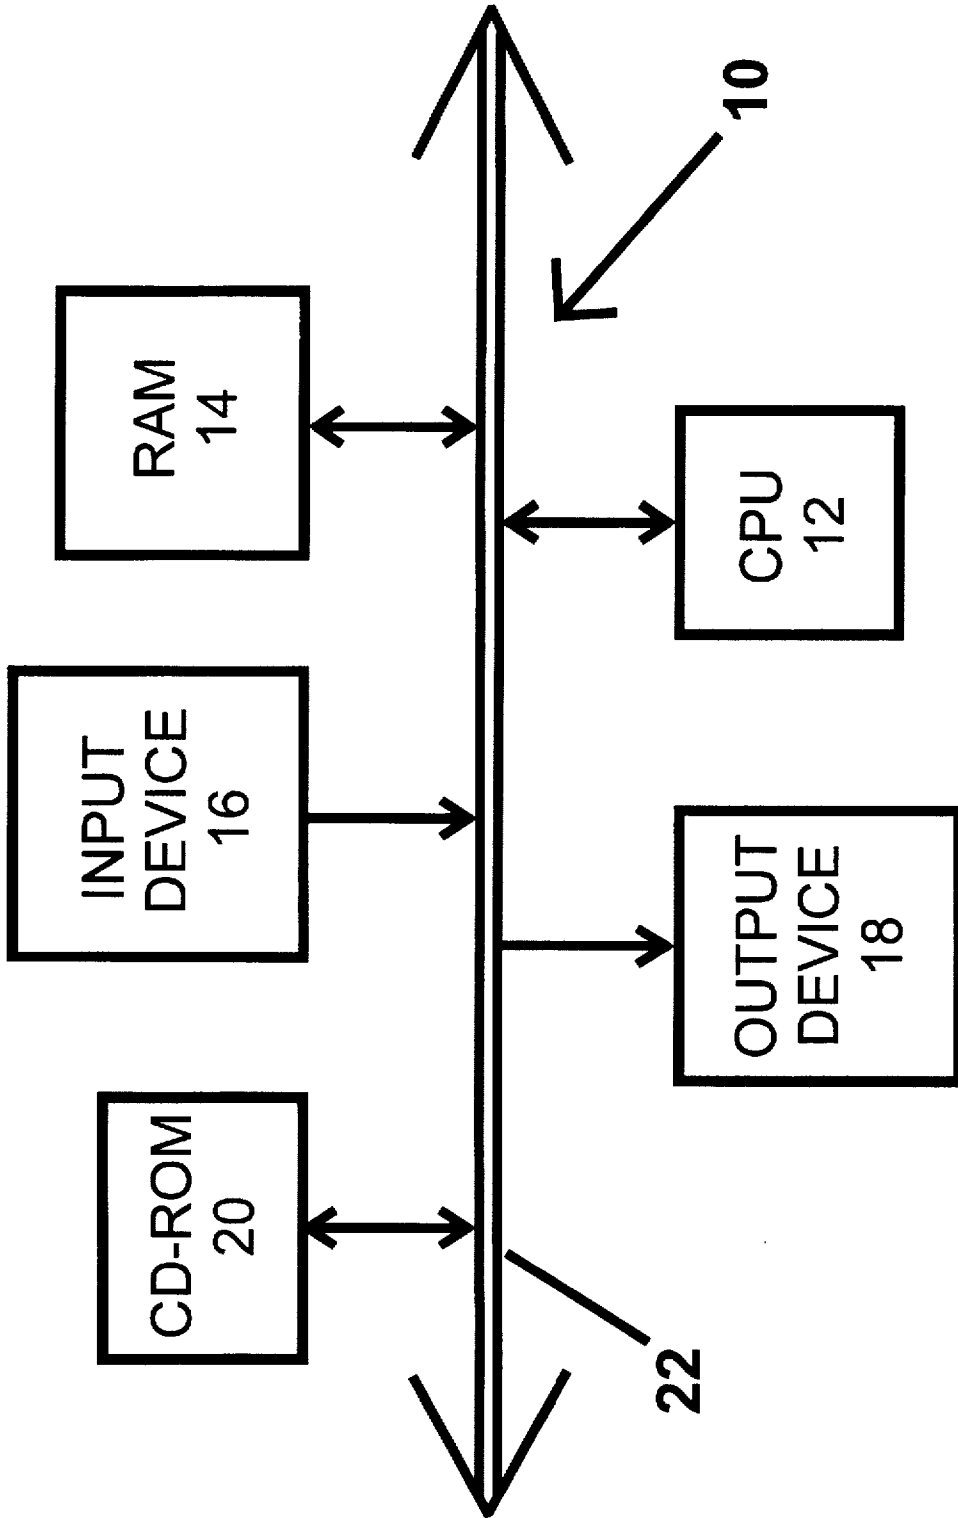 CD-ROM
20
INPUT
DEVICE
16
RAM
14
22
OUTPUT
DEVICE
18
CPU
12
10